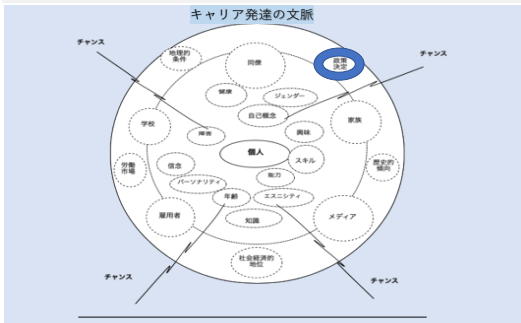 キャリア発達の文脈
チャンス
地理的
条件
同僚
政策
決定
チャンス
健康
ジェンダー
自己概念
学校
障害
興味
家族
個人
労働
市場
信念
スキル
歴史的
傾向
能力
パーソナリティ
年齢
エスニシティ
雇用者
知識
メディア
社会経済的
地位
チャンス
チャンス